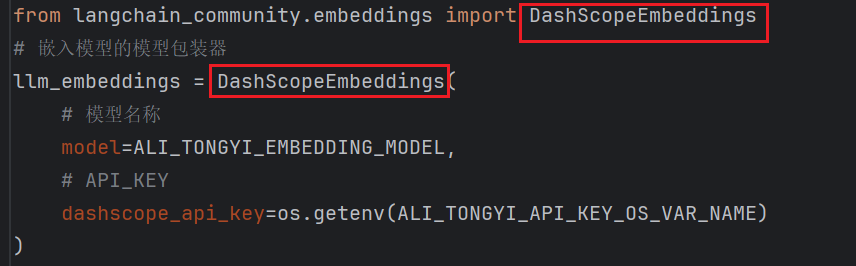 from langchain_community.embeddings import DashScopeEmbeddings
# 嵌入模型的模型包装器
llm_embeddings = DashScopeEmbeddings(
    # 模型名称
    model=ALI_TONGYI_EMBEDDING_MODEL,
    # API_KEY
    dashscope_api_key=os.getenv(ALI_TONGYI_API_KEY_OS_VAR_NAME)
)